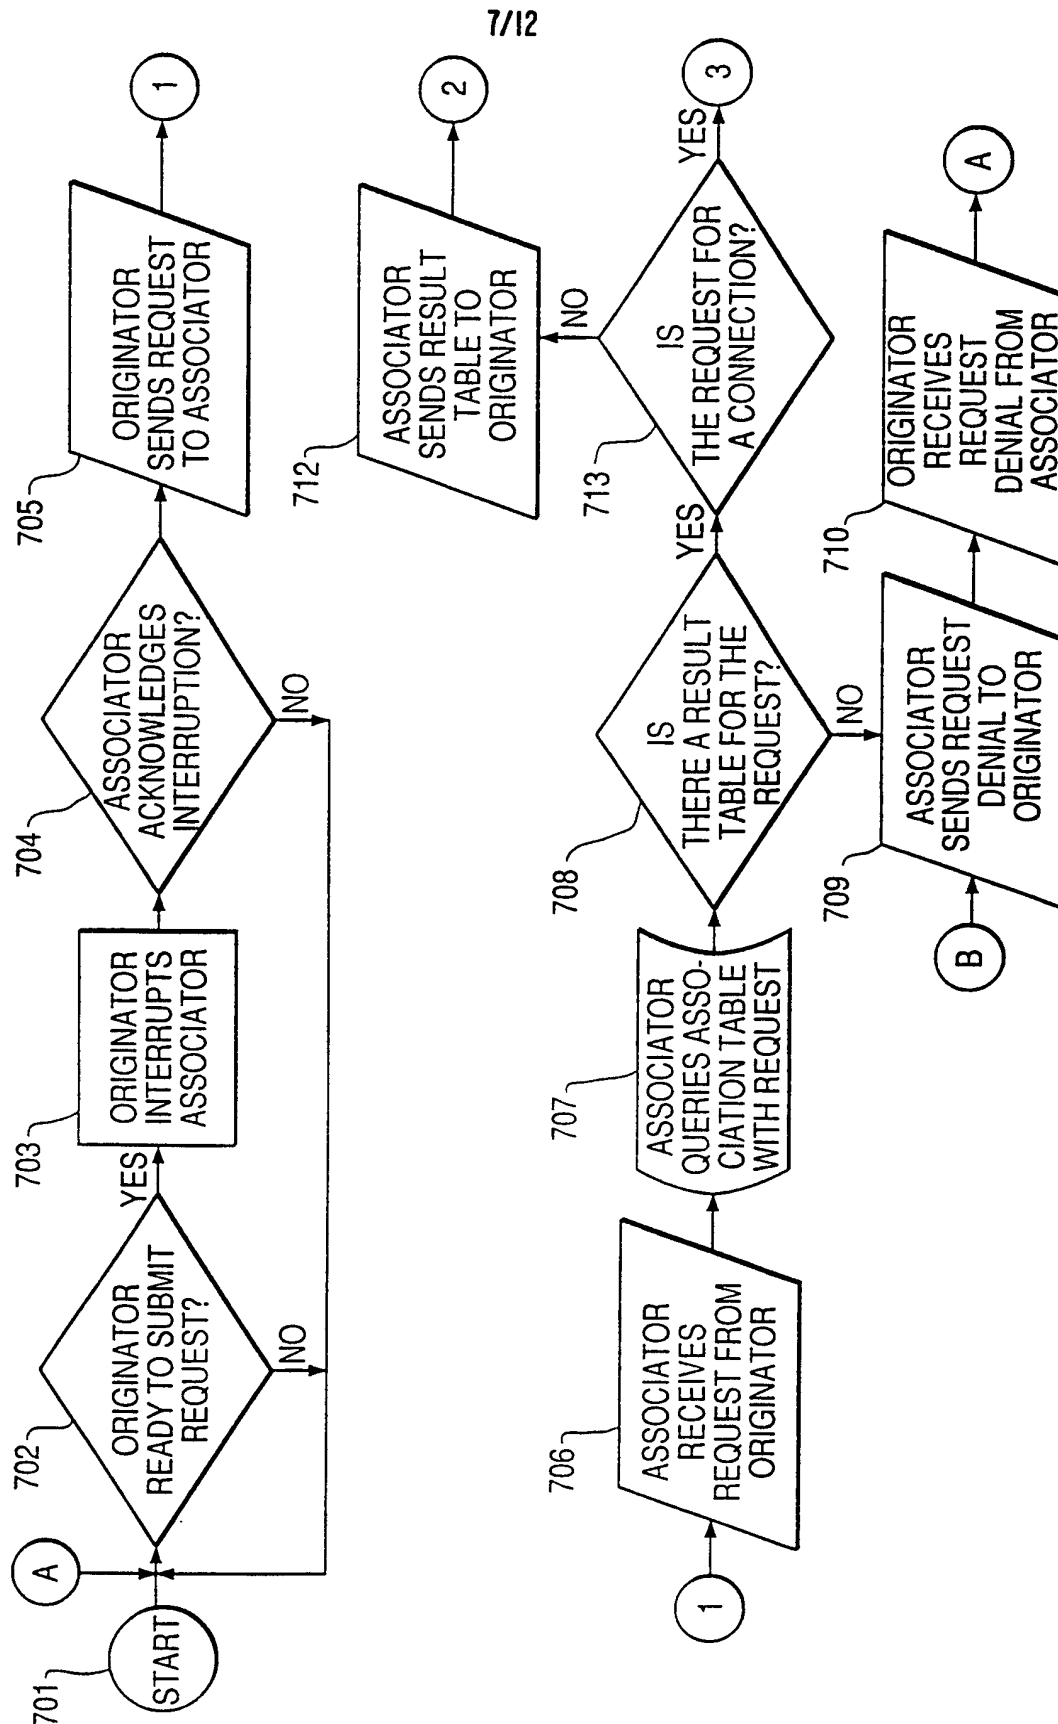 7/12
701
START
A
702
ORIGINATOR
READY TO SUBMIT
REQUEST?
YES
NO
703
ORIGINATOR
INTERRUPTS
ASSOCIATOR
704
ASSOCIATOR
ACKNOWLEDGES
INTERRUPTION?
NO
705
ORIGINATOR
SENDS REQUEST
TO ASSOCIATOR
1
1
706
ASSOCIATOR
RECEIVES
REQUEST FROM
ORIGINATOR
707
ASSOCIATOR
QUERIES ASSO-
CIATION TABLE
WITH REQUEST
708
IS
THERE A RESULT
TABLE FOR THE
REQUEST?
YES
NO
713
IS
THE REQUEST FOR
A CONNECTION?
YES
3
NO
712
ASSOCIATOR
SENDS RESULT
TABLE TO
ORIGINATOR
2
B
709
ASSOCIATOR
SENDS REQUEST
DENIAL TO
ORIGINATOR
710
ORIGINATOR
RECEIVES
REQUEST
DENIAL FROM
ASSOCIATOR
A